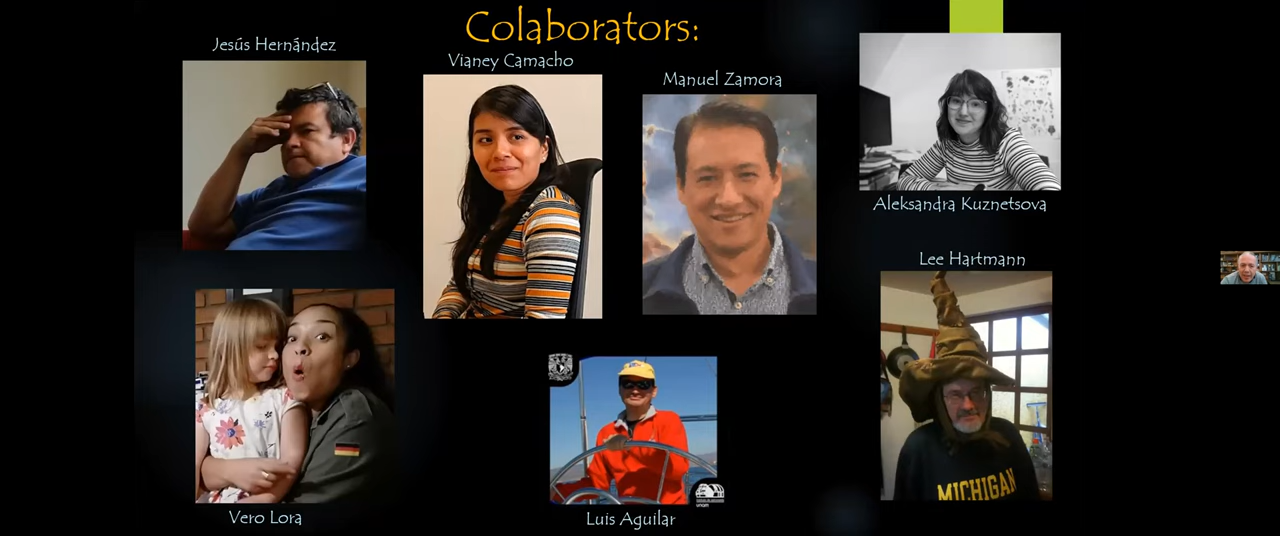 Colaborators:
Jesús Hernández
Vianey Camacho
Manuel Zamora
Aleksandra Kuznetsova
Lee Hartmann
MICHIGAN
Vero Lora
Luis Aguilar